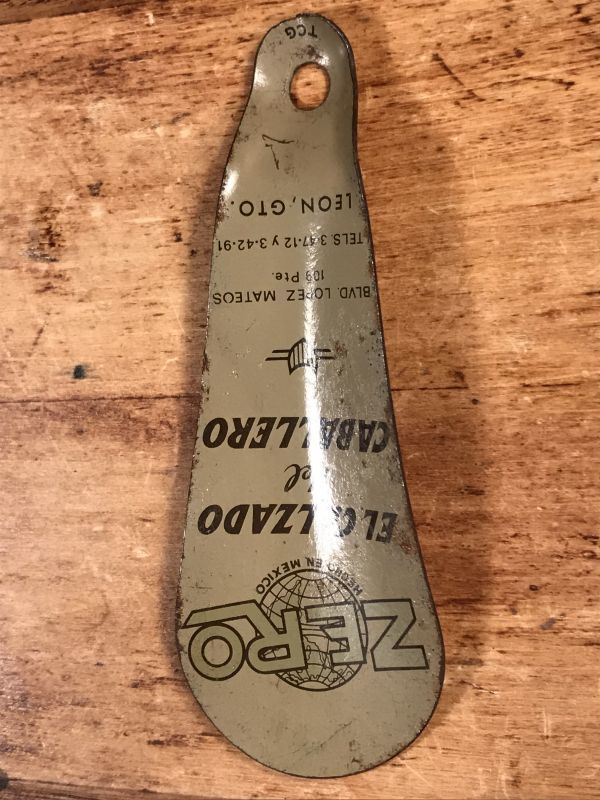 ZERO
HECHO EN MEXICO
EL CALZADO
del
CABALLERO
BLVD. LOPEZ MATEOS
109 Pte.
TELS. 3-47-12 y 3-42-91
LEON, GTO.
TCG